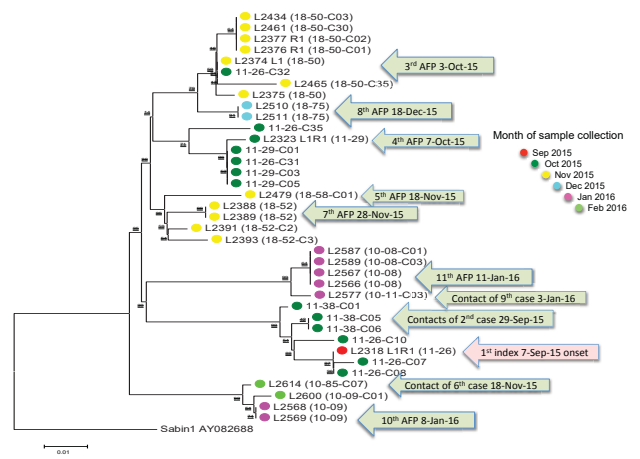 L2434 (18-50-C03)
L2461 (18-50-C30)
L2377 R1 (18-50-C02)
L2376 R1 (18-50-C01)
L2374 L1 (18-50)
11-26-C32
3rd AFP 3-Oct-15
L2465 (18-50-C35)
L2375 (18-50)
L2510 (18-75)
L2511 (18-75)
8th AFP 18-Dec-15
11-26-C35
L2323 L1R1 (11-29)
4th AFP 7-Oct-15
11-29-C01
11-26-C31
11-29-C03
11-29-C05
L2479 (18-58-C01)
5th AFP 18-Nov-15
L2388 (18-52)
L2389 (18-52)
7th AFP 28-Nov-15
L2391 (18-52-C2)
L2393 (18-52-C3)
L2587 (10-08-C01)
L2589 (10-08-C03)
L2567 (10-08)
L2566 (10-08)
11th AFP 11-Jan-16
L2577 (10-11-C03)
Contact of 9th case 3-Jan-16
11-38-C01
11-38-C05
11-38-C06
Contacts of 2nd case 29-Sep-15
11-26-C10
L2318 L1R1 (11-26)
1st index 7-Sep-15 onset
11-26-C07
11-26-C08
L2614 (10-85-C07)
Contact of 6th case 18-Nov-15
L2600 (10-09-C01)
L2568 (10-09)
L2569 (10-09)
10th AFP 8-Jan-16
Sabin1 AY082688
0.01
Month of sample collection
Sep 2015
Oct 2015
Nov 2015
Dec 2015
Jan 2016
Feb 2016